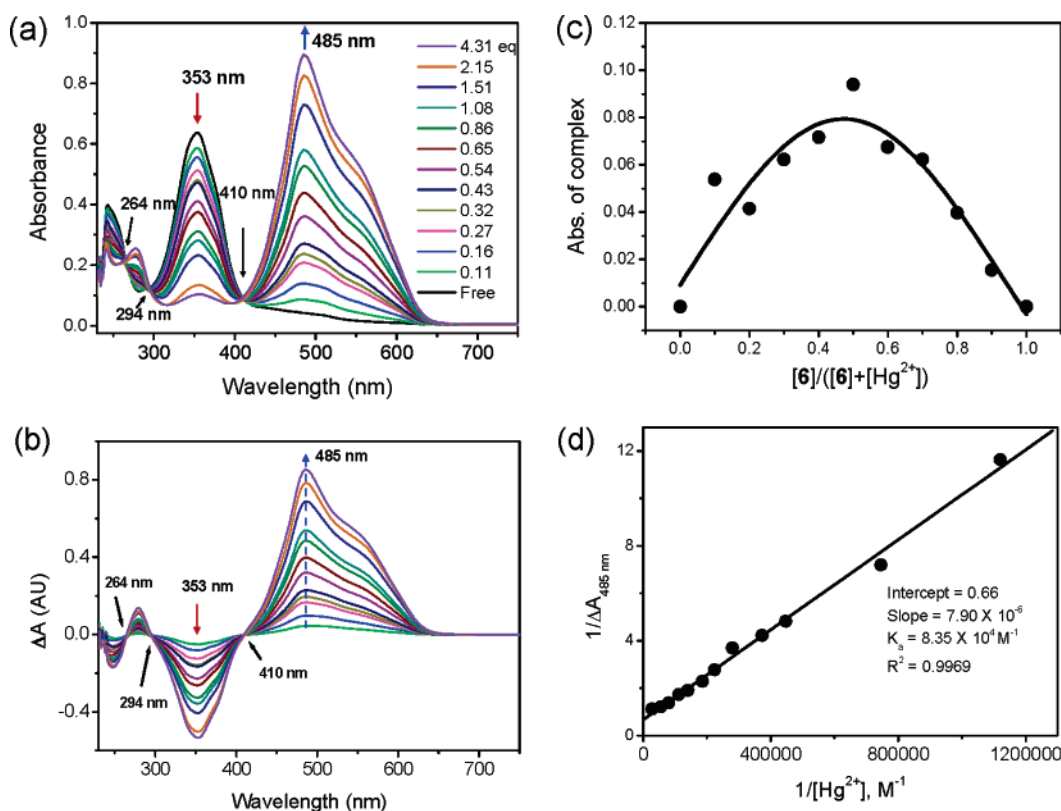 (a)
1.0
0.8
0.6
0.4
0.2
0.0
Absorbance
353 nm
485 nm
264 nm
410 nm
294 nm
4.31 eq
2.15
1.51
1.08
0.86
0.65
0.54
0.43
0.32
0.27
0.16
0.11
Free
300 400 500 600 700
Wavelength (nm)
(c)
0.12
0.10
0.08
0.06
0.04
0.02
0.00
Abs. of complex
0.0 0.2 0.4 0.6 0.8 1.0
[6]/([6]+[Hg²⁺])
(b)
0.8
0.4
0.0
-0.4
ΔA (AU)
485 nm
264 nm
353 nm
294 nm
410 nm
300 400 500 600 700
Wavelength (nm)
(d)
12
8
4
0
1/ΔA₄₈₅ ₙₘ
Intercept = 0.66
Slope = 7.90 X 10⁻⁶
Kₐ = 8.35 X 10⁴ M⁻¹
R² = 0.9969
0 400000 800000 1200000
1/[Hg²⁺], M⁻¹